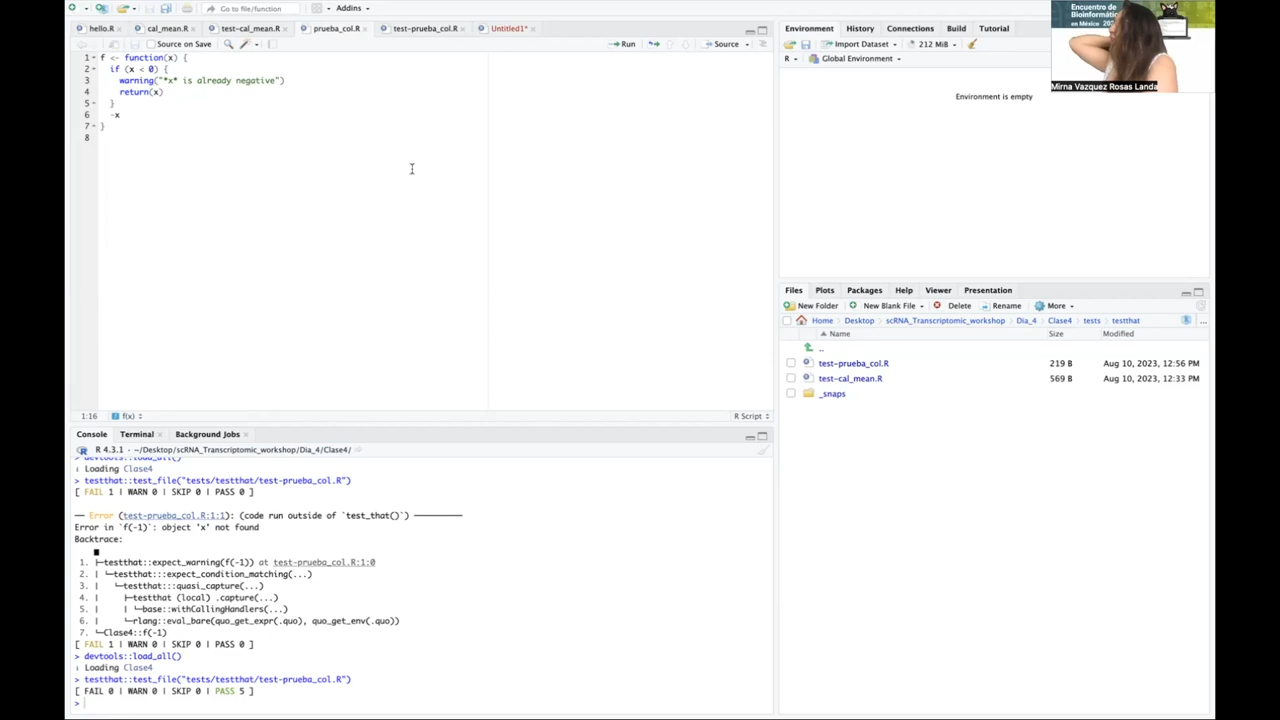 Go to file/function
Addins
hello.R
cal_mean.R
test-cal_mean.R
prueba_col.R
test-prueba_col.R
Untitled1*
Source on Save
Run
Source
1 f <- function(x) {
2 if (x < 0) {
3 warning("*x* is already negative")
4 return(x)
5 }
6 -x
7 }
8
1:16
f(x)
R Script
Console
Terminal
Background Jobs
R 4.3.1 · ~/Desktop/scRNA_Transcriptomic_workshop/Dia_4/Clase4/
> devtools::load_all()
ℹ Loading Clase4
> testthat::test_file("tests/testthat/test-prueba_col.R")
[ FAIL 1 | WARN 0 | SKIP 0 | PASS 0 ]
── Error (test-prueba_col.R:1:1): (code run outside of `test_that()`) ──────
Error in `f(-1)`: object 'x' not found
Backtrace:
1. ├─testthat::expect_warning(f(-1)) at test-prueba_col.R:1:0
2. │ └─testthat:::expect_condition_matching(...)
3. │ └─testthat:::quasi_capture(...)
4. │ ├─testthat (local) .capture(...)
5. │ │ └─base::withCallingHandlers(...)
6. │ └─rlang::eval_bare(quo_get_expr(.quo), quo_get_env(.quo))
7. └─Clase4::f(-1)
[ FAIL 1 | WARN 0 | SKIP 0 | PASS 0 ]
> devtools::load_all()
ℹ Loading Clase4
> testthat::test_file("tests/testthat/test-prueba_col.R")
[ FAIL 0 | WARN 0 | SKIP 0 | PASS 5 ]
>
Environment
History
Connections
Build
Tutorial
Import Dataset
212 MiB
R
Global Environment
Environment is empty
Encuentro de
Bioinformátic
en México 20
Mirna Vazquez Rosas Landa
Files
Plots
Packages
Help
Viewer
Presentation
New Folder
New Blank File
Delete
Rename
More
Home
Desktop
scRNA_Transcriptomic_workshop
Dia_4
Clase4
tests
testthat
...
Name
Size
Modified
..
test-prueba_col.R 219 B Aug 10, 2023, 12:56 PM
test-cal_mean.R 569 B Aug 10, 2023, 12:33 PM
_snaps